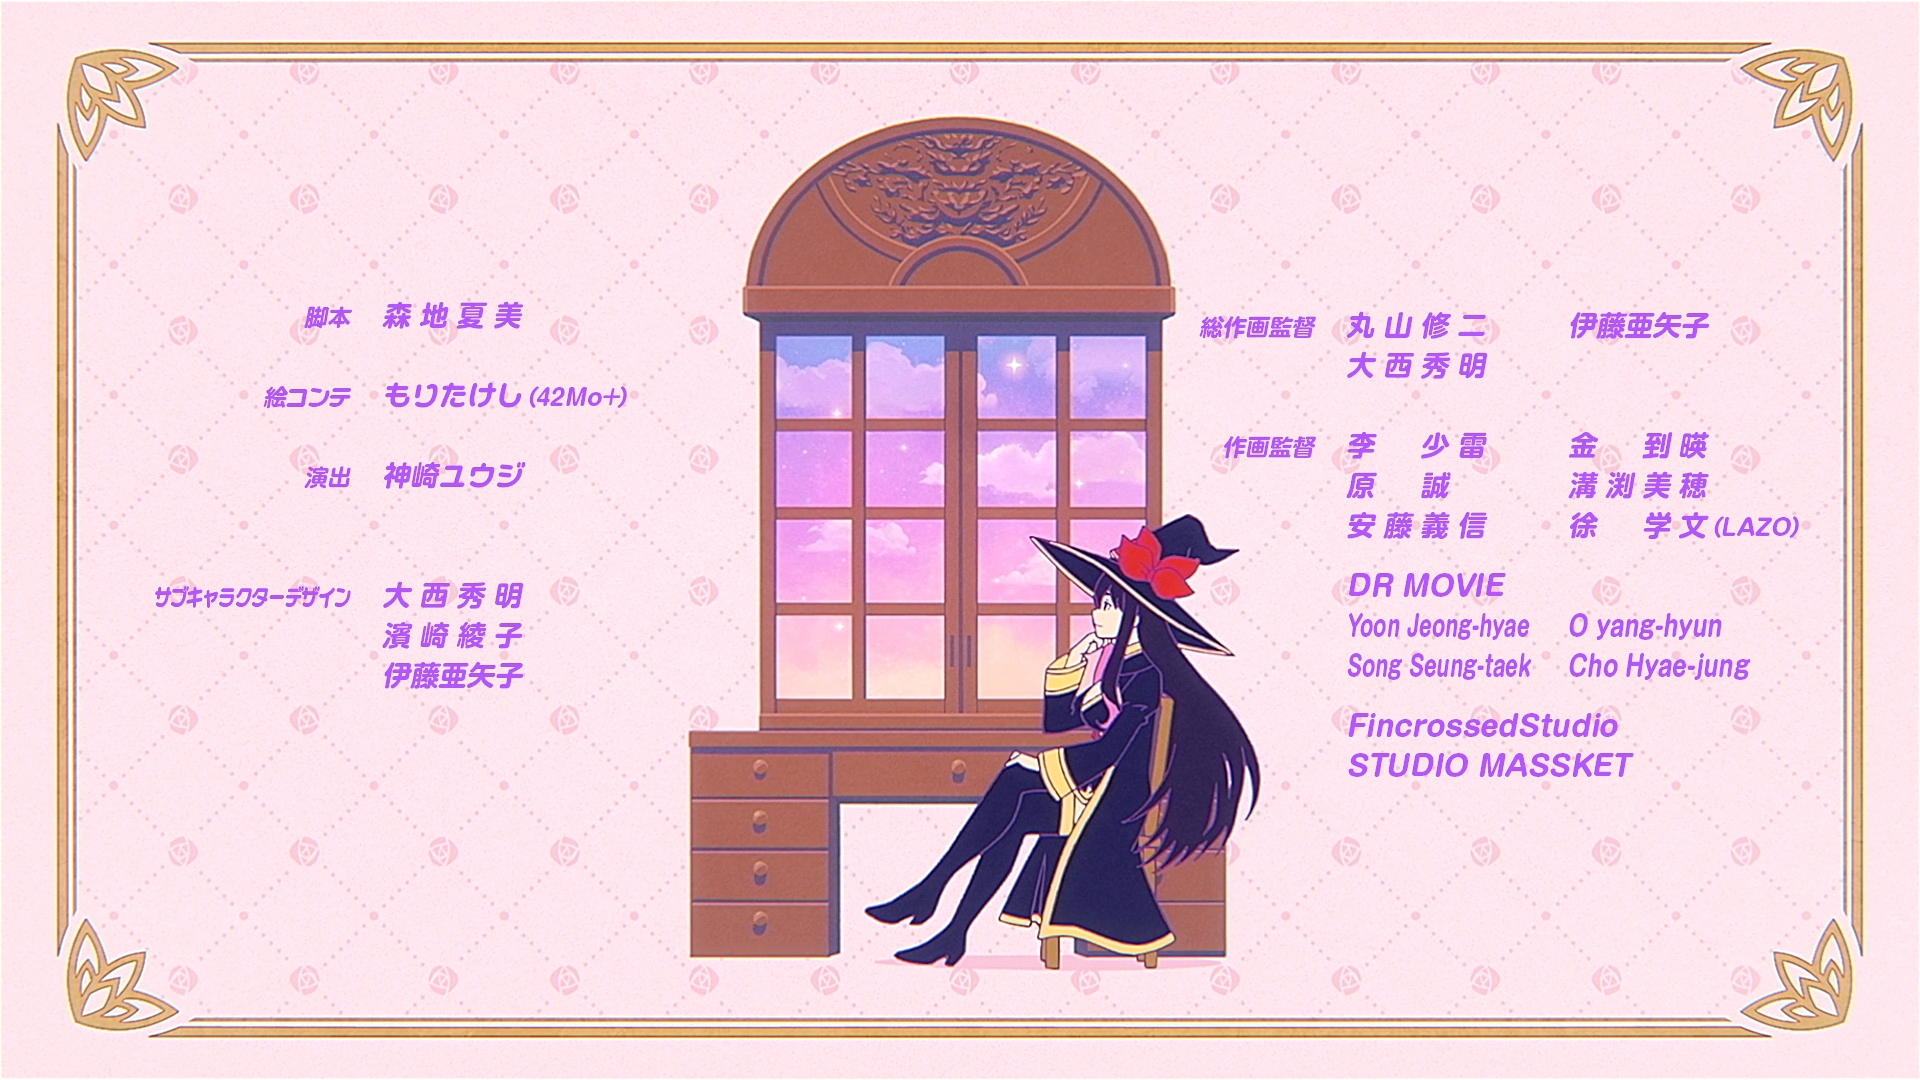 脚本 森地夏美
絵コンテ もりたけし(42Mo+)
演出 神崎ユウジ
サブキャラクターデザイン 大西秀明
濱崎綾子
伊藤亜矢子
総作画監督 丸山修二 伊藤亜矢子
大西秀明
作画監督 李 少雷 金 到暎
原 誠 溝渕美穂
安藤義信 徐 学文(LAZO)
DR MOVIE
Yoon Jeong-hyae O yang-hyun
Song Seung-taek Cho Hyae-jung
FincrossedStudio
STUDIO MASSKET